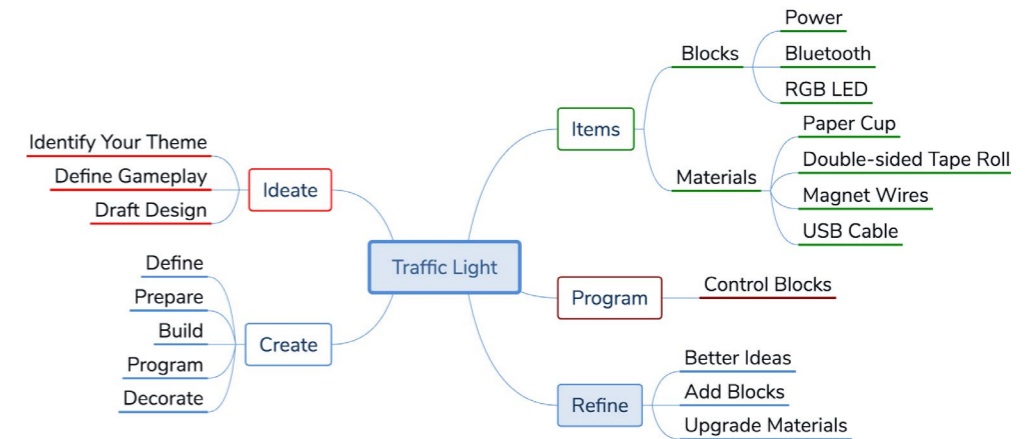 Traffic Light
Ideate
Identify Your Theme
Define Gameplay
Draft Design
Create
Define
Prepare
Build
Program
Decorate
Items
Blocks
Power
Bluetooth
RGB LED
Materials
Paper Cup
Double-sided Tape Roll
Magnet Wires
USB Cable
Program
Control Blocks
Refine
Better Ideas
Add Blocks
Upgrade Materials